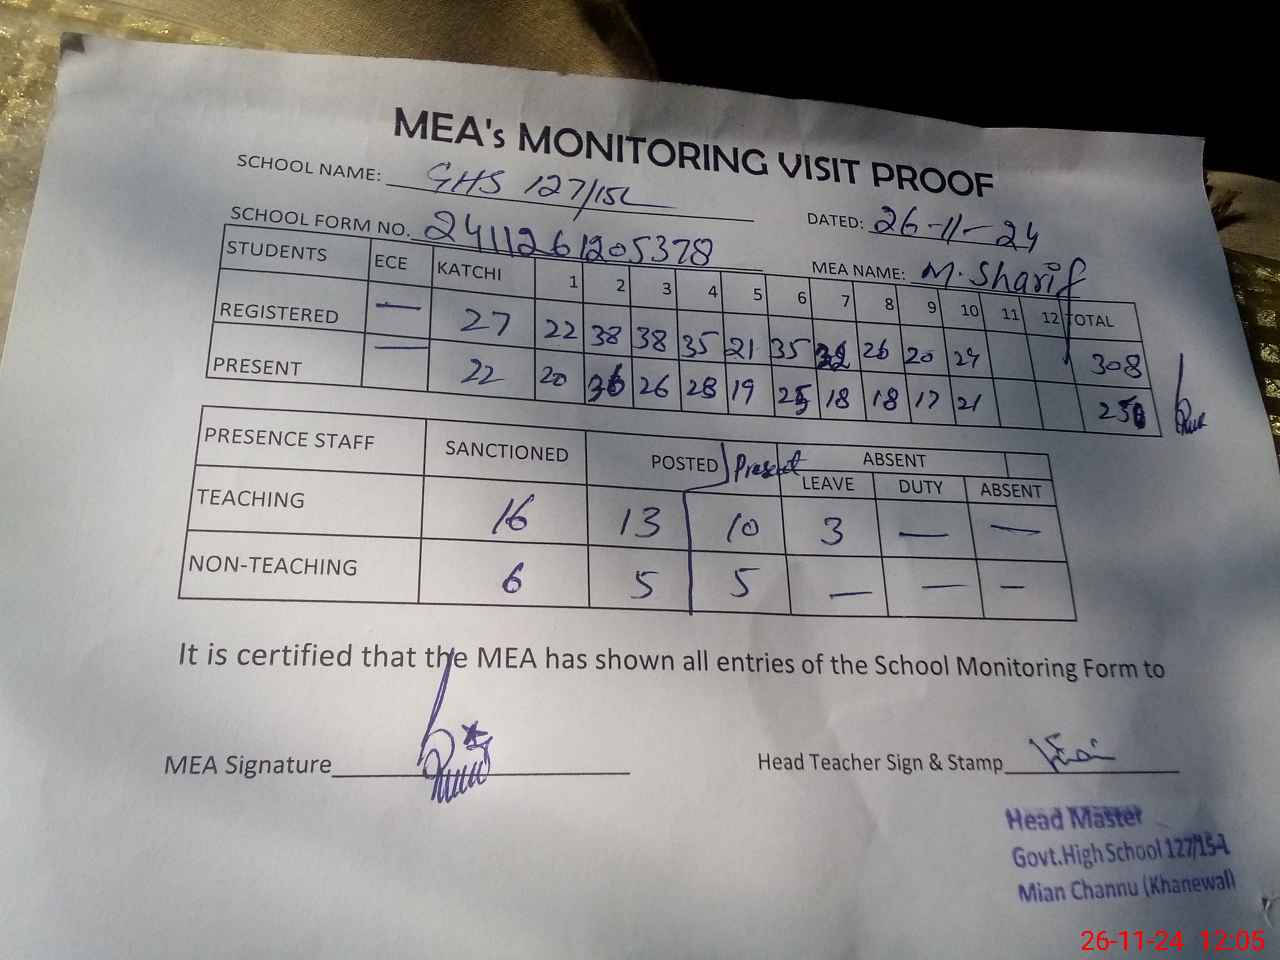 MEA's MONITORING VISIT PROOF
SCHOOL NAME: GHS 127/15L
DATED: 26-11-24
SCHOOL FORM NO. 2411261205378
MEA NAME: M. Sharif
STUDENTS ECE KATCHI 1 2 3 4 5 6 7 8 9 10 11 12 TOTAL
REGISTERED — 27 22 38 38 35 21 35 26 20 24 308
PRESENT — 22 20 36 26 28 19 25 18 18 17 21 250
PRESENCE STAFF SANCTIONED POSTED Present ABSENT
LEAVE DUTY ABSENT
TEACHING 16 13 10 3 — —
NON-TEACHING 6 5 5 — — —
It is certified that the MEA has shown all entries of the School Monitoring Form to
MEA Signature
Head Teacher Sign & Stamp
Head Master
Govt.High School 127/15-L
Mian Channu (Khanewal)
26-11-24 12:05